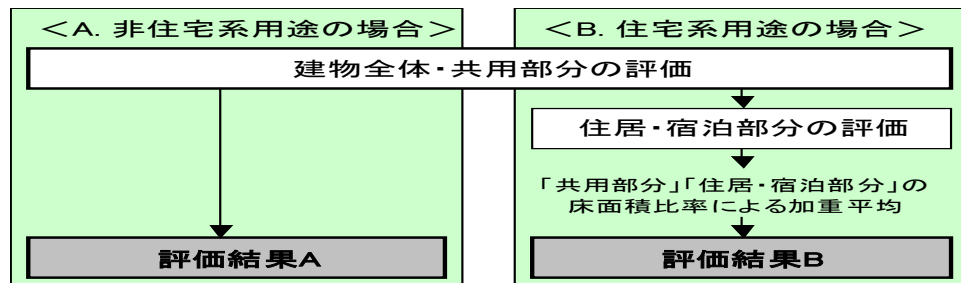 <A. 非住宅系用途の場合>
<B. 住宅系用途の場合>
建物全体・共用部分の評価
住居・宿泊部分の評価
「共用部分」「住居・宿泊部分」の
床面積比率による加重平均
評価結果A
評価結果B